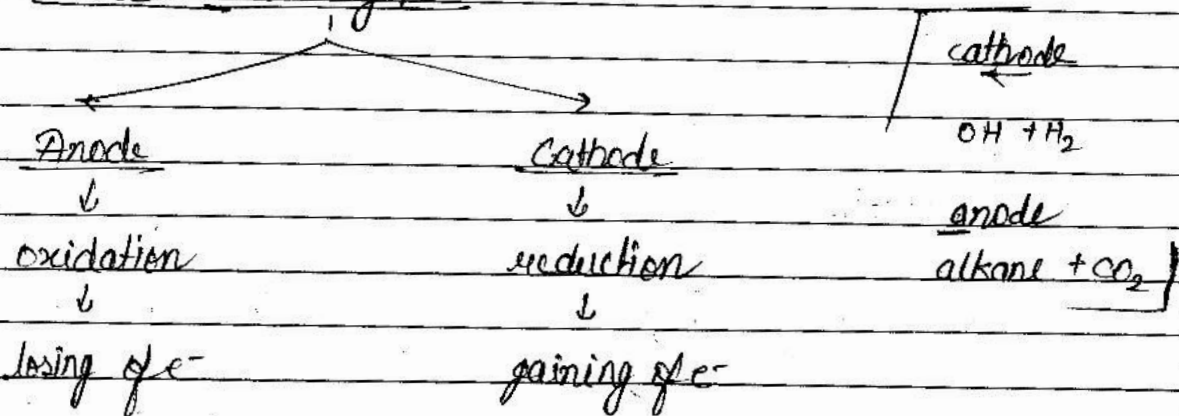 Anode
Cathode
↓
↓
oxidation
reduction
↓
↓
losing of e-
gaining of e-
cathode
←
OH + H2
anode
alkane + CO2